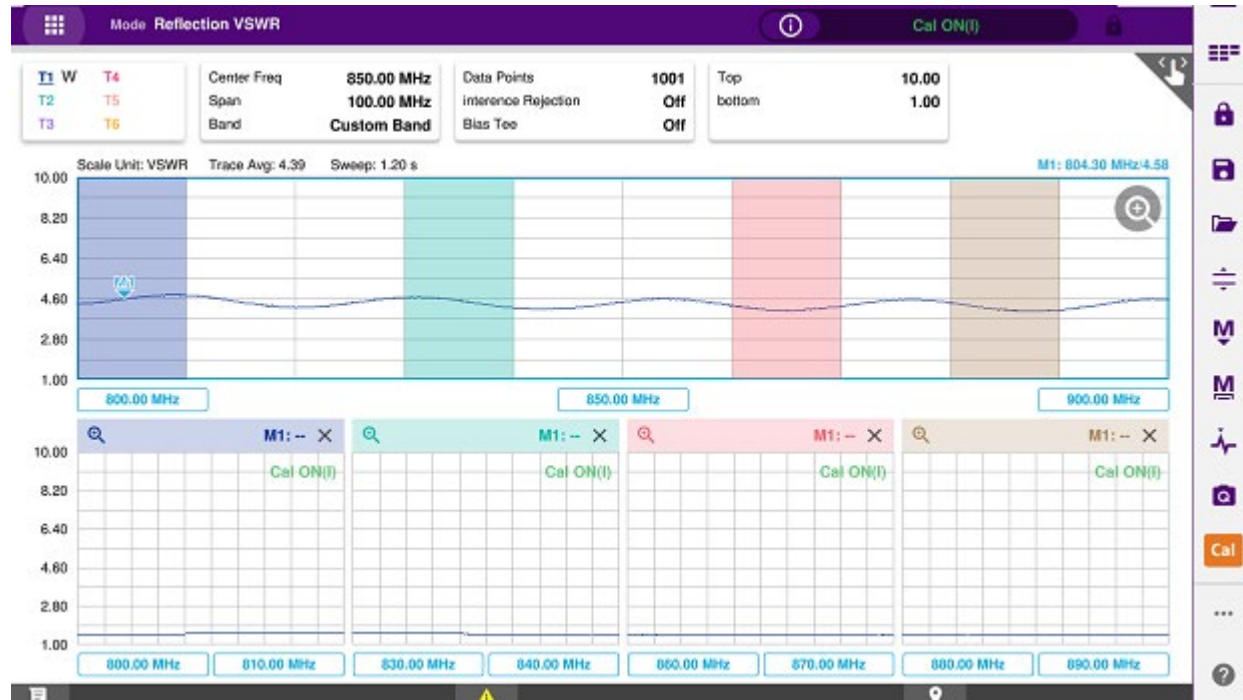 Mode Reflection VSWR
Cal ON(I)
T1 W T4
T2 T5
T3 T6
Center Freq 850.00 MHz
Span 100.00 MHz
Band Custom Band
Data Points 1001
interence Rejection Off
Bias Tee Off
Top 10.00
bottom 1.00
Scale Unit: VSWR Trace Avg: 4.39 Sweep: 1.20 s M1: 804.30 MHz/4.58
10.00
8.20
6.40
M1
4.60
2.80
1.00
800.00 MHz 850.00 MHz 900.00 MHz
M1: -- M1: -- M1: -- M1: --
10.00
Cal ON(I) Cal ON(I) Cal ON(I) Cal ON(I)
8.20
6.40
4.60
2.80
1.00
800.00 MHz 810.00 MHz 830.00 MHz 840.00 MHz 860.00 MHz 870.00 MHz 880.00 MHz 890.00 MHz
M
M
Cal